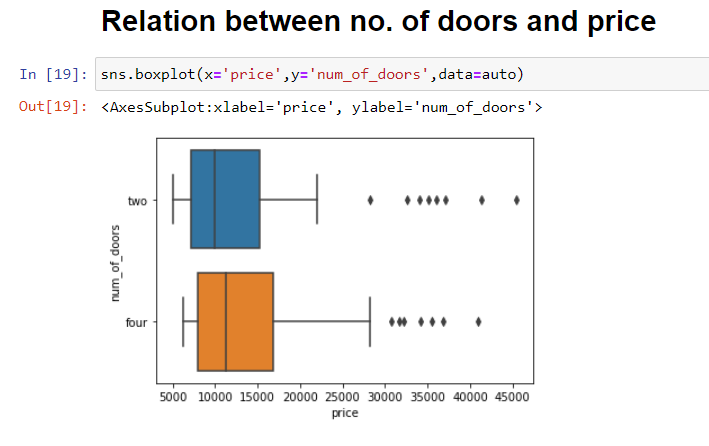 Relation between no. of doors and price
In [19]: sns.boxplot(x='price',y='num_of_doors',data=auto)
Out[19]: <AxesSubplot:xlabel='price', ylabel='num_of_doors'>
two
num_of_doors
four
5000 10000 15000 20000 25000 30000 35000 40000 45000
price